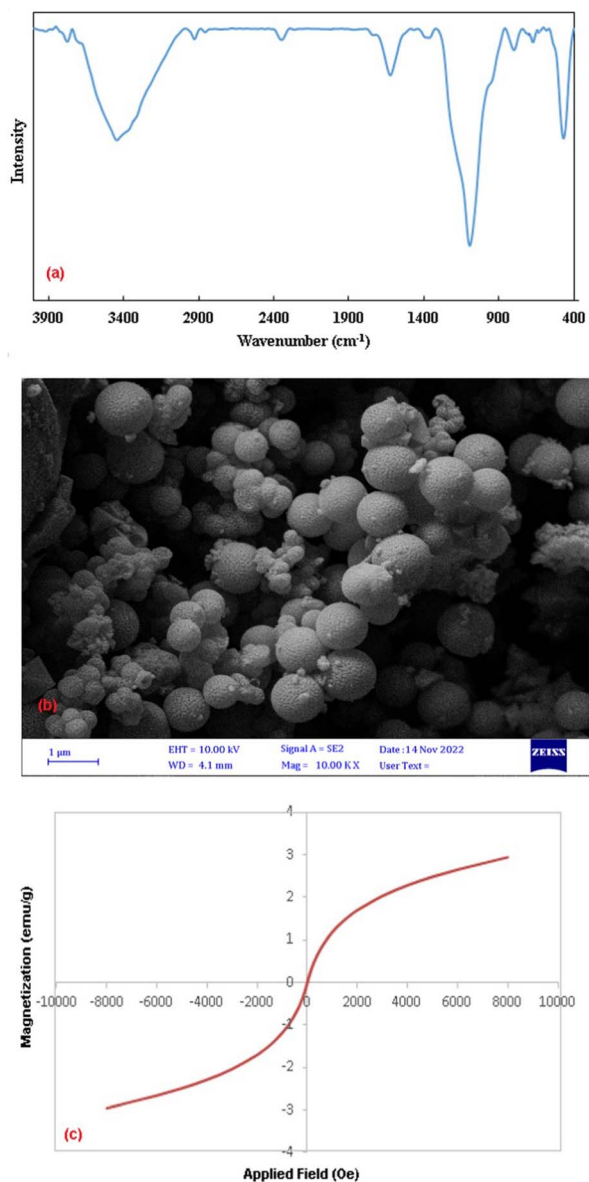 Intensity
(a)
3900 3400 2900 2400 1900 1400 900 400
Wavenumber (cm-1)
(b)
1 µm
EHT = 10.00 kV Signal A = SE2 Date :14 Nov 2022
WD = 4.1 mm Mag = 10.00 K X User Text =
ZEISS
Magnetization (emu/g)
4
3
2
1
0
-10000 -8000 -6000 -4000 -2000 0 2000 4000 6000 8000 10000
-1
-2
-3
-4
(c)
Applied Field (Oe)